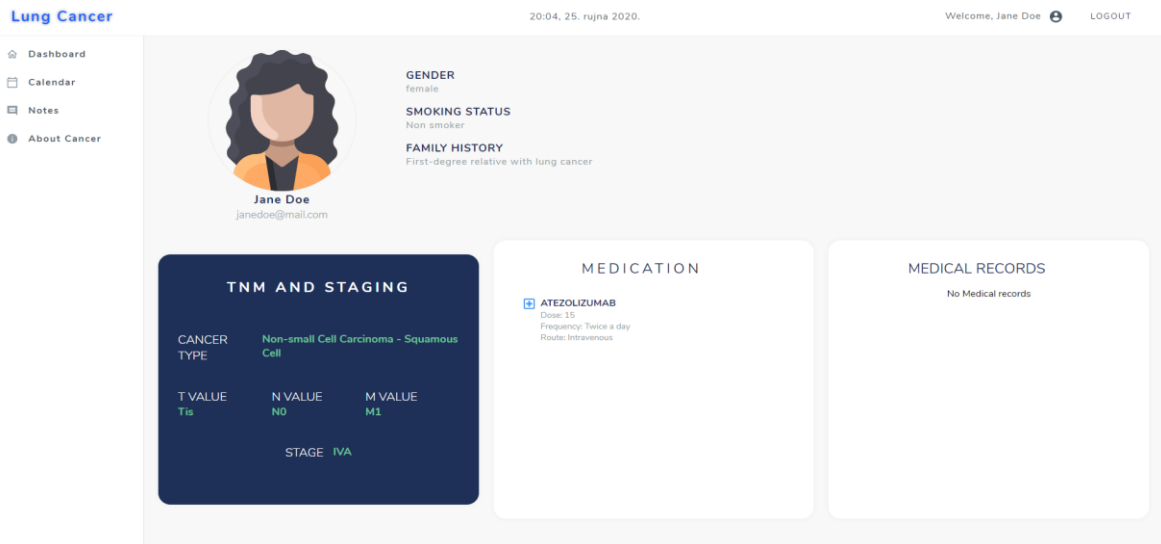 Lung Cancer
20:04, 25. rujna 2020.
Welcome, Jane Doe
LOGOUT
Dashboard
Calendar
Notes
About Cancer
Jane Doe
janedoe@mail.com
GENDER
female
SMOKING STATUS
Non smoker
FAMILY HISTORY
First-degree relative with lung cancer
TNM AND STAGING
CANCER
TYPE
Non-small Cell Carcinoma - Squamous
Cell
T VALUE
Tis
N VALUE
N0
M VALUE
M1
STAGE IVA
MEDICATION
ATEZOLIZUMAB
Dose: 15
Frequency: Twice a day
Route: Intravenous
MEDICAL RECORDS
No Medical records